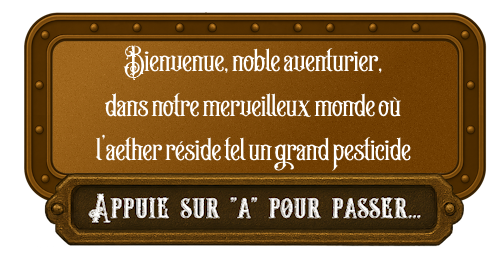 Bienvenue, noble aventurier,
dans notre merveilleux monde où
l'aether réside tel un grand pesticide
Appuie sur "A" pour passer...